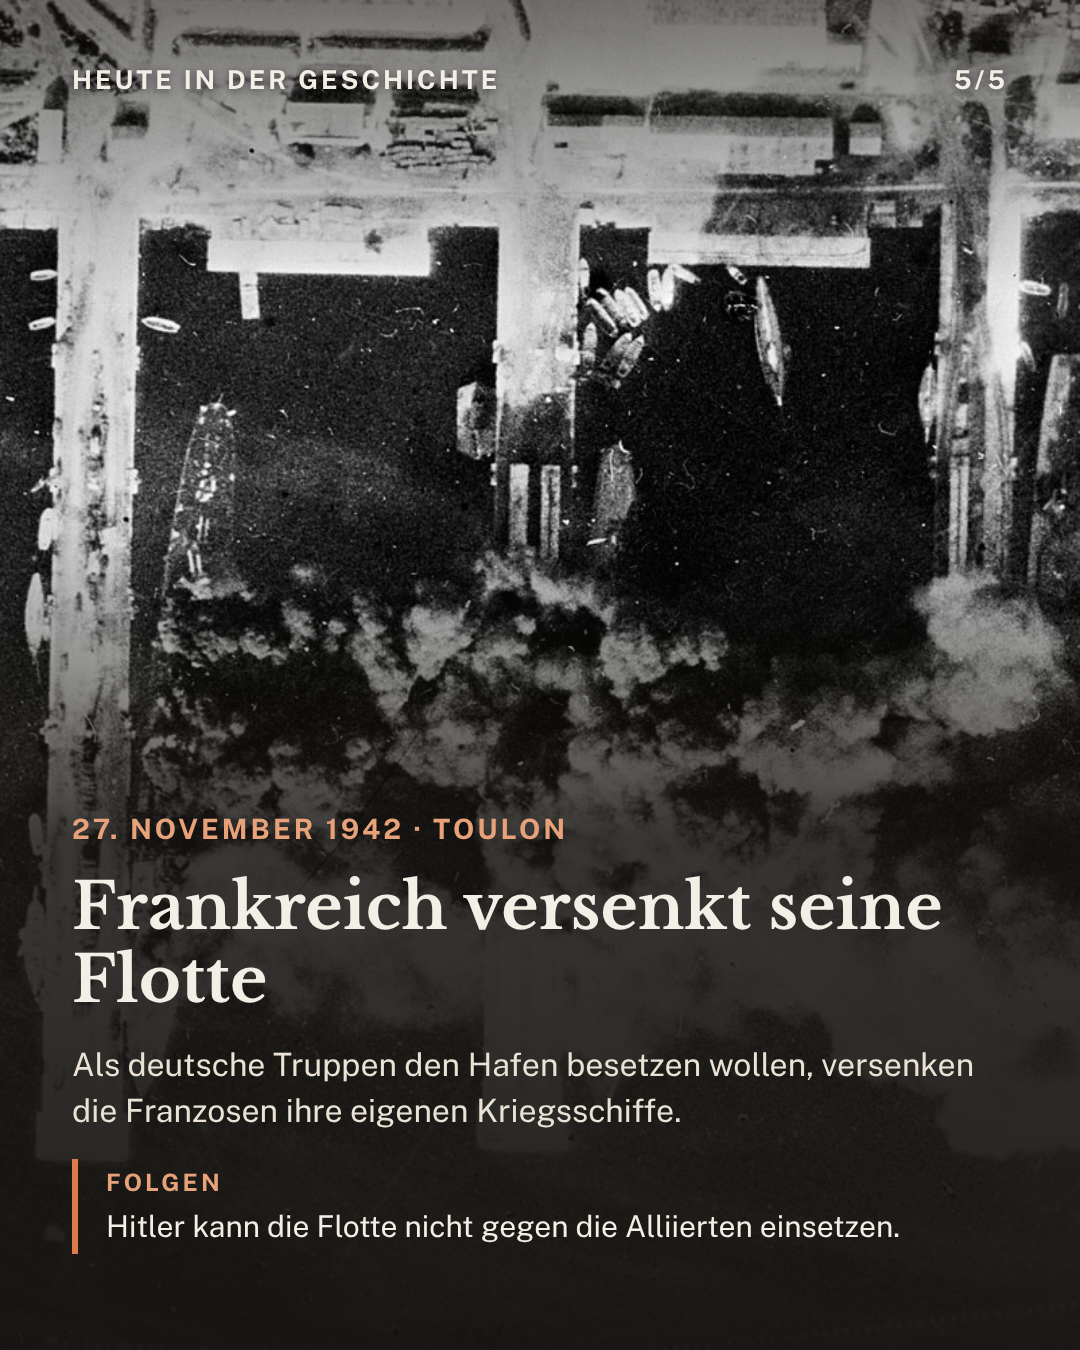 HEUTE IN DER GESCHICHTE
5/5
27. NOVEMBER 1942 · TOULON
Frankreich versenkt seine
Flotte
Als deutsche Truppen den Hafen besetzen wollen, versenken
die Franzosen ihre eigenen Kriegsschiffe.
FOLGEN
Hitler kann die Flotte nicht gegen die Alliierten einsetzen.